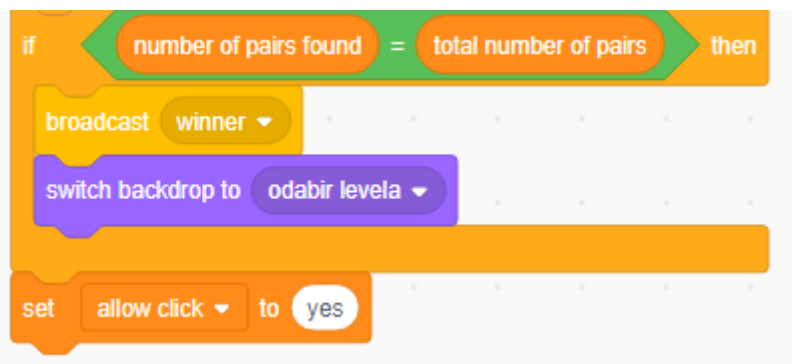 if number of pairs found = total number of pairs then
broadcast winner
switch backdrop to odabir levela
set allow click to yes